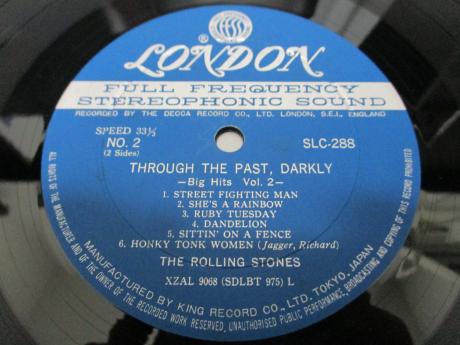 LONDON
FULL FREQUENCY
STEREOPHONIC SOUND
RECORDED BY THE DECCA RECORD CO., LTD. LONDON, S.E.I., ENGLAND
SPEED 33⅓
NO. 2
(2 Sides)
SLC-288
THROUGH THE PAST, DARKLY
—Big Hits Vol. 2—
1. STREET FIGHTING MAN
2. SHE'S A RAINBOW
3. RUBY TUESDAY
4. DANDELION
5. SITTIN' ON A FENCE
6. HONKY TONK WOMEN (Jagger, Richard)
THE ROLLING STONES
XZAL 9068 (SDLBT 975) L
MANUFACTURED BY KING RECORD CO., LTD. TOKYO, JAPAN
ALL RIGHTS OF THE MANUFACTURER AND OF THE OWNER OF THE RECORDED WORK RESERVED, UNAUTHORISED PUBLIC PERFORMANCE, BROADCASTING AND COPYING OF THIS RECORD PROHIBITED